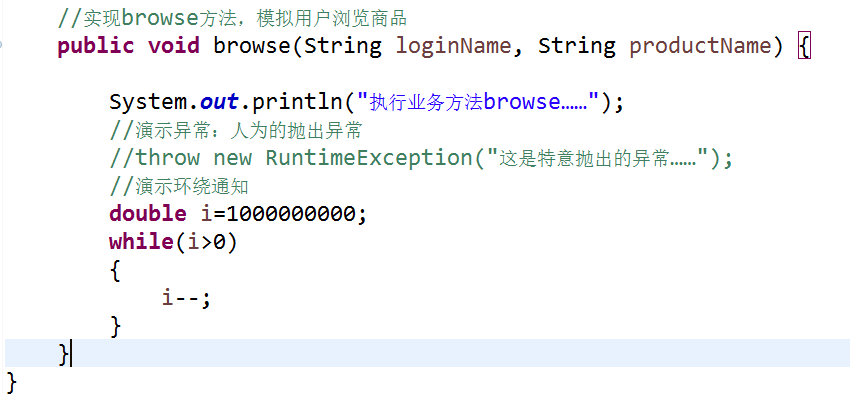 //实现browse方法，模拟用户浏览商品
public void browse(String loginName, String productName) {
System.out.println("执行业务方法browse……");
//演示异常：人为的抛出异常
//throw new RuntimeException("这是特意抛出的异常……");
//演示环绕通知
double i=1000000000;
while(i>0)
{
i--;
}
}
}